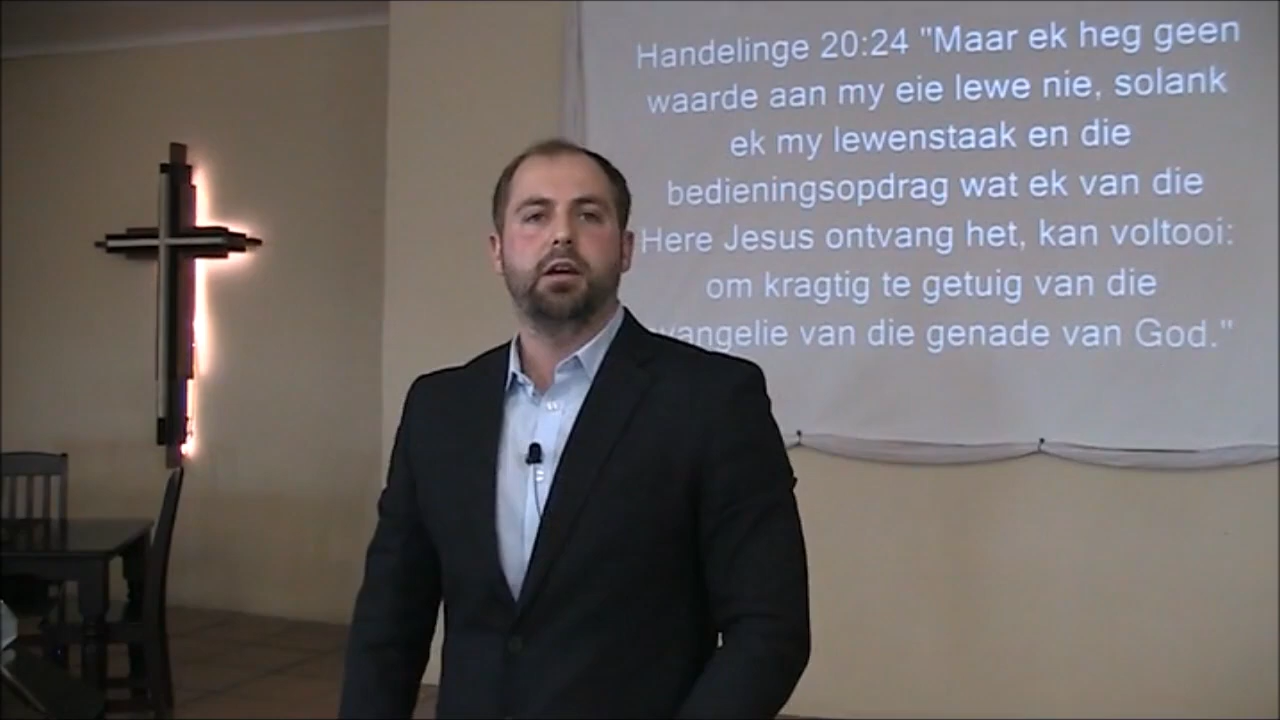 Handelinge 20:24 "Maar ek heg geen
waarde aan my eie lewe nie, solank
ek my lewenstaak en die
bedieningsopdrag wat ek van die
Here Jesus ontvang het, kan voltooi:
om kragtig te getuig van die
van die genade van God."